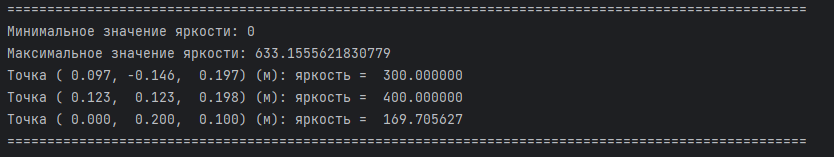 ====================================================================================================
Минимальное значение яркости: 0
Максимальное значение яркости: 633.1555621830779
Точка ( 0.097, -0.146,  0.197) (м): яркость =  300.000000
Точка ( 0.123,  0.123,  0.198) (м): яркость =  400.000000
Точка ( 0.000,  0.200,  0.100) (м): яркость =  169.705627
====================================================================================================